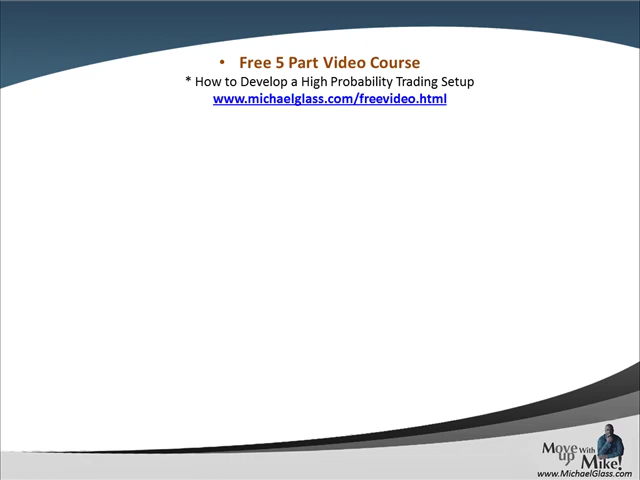 • Free 5 Part Video Course
* How to Develop a High Probability Trading Setup
www.michaelglass.com/freevideo.html
Move up With Mike!
www.MichaelGlass.com